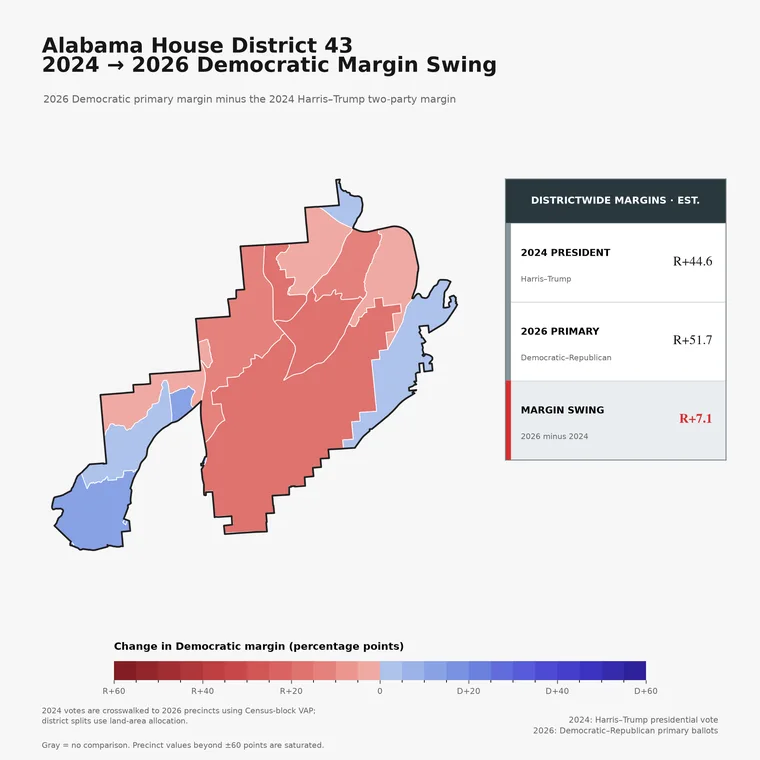 Alabama House District 43
2024 → 2026 Democratic Margin Swing
2026 Democratic primary margin minus the 2024 Harris–Trump two-party margin
DISTRICTWIDE MARGINS · EST.
2024 PRESIDENT
R+44.6
Harris–Trump
2026 PRIMARY
R+51.7
Democratic–Republican
MARGIN SWING
R+7.1
2026 minus 2024
Change in Democratic margin (percentage points)
R+60 R+40 R+20 0 D+20 D+40 D+60
2024 votes are crosswalked to 2026 precincts using Census-block VAP;
district splits use land-area allocation.
2024: Harris–Trump presidential vote
2026: Democratic–Republican primary ballots
Gray = no comparison. Precinct values beyond ±60 points are saturated.